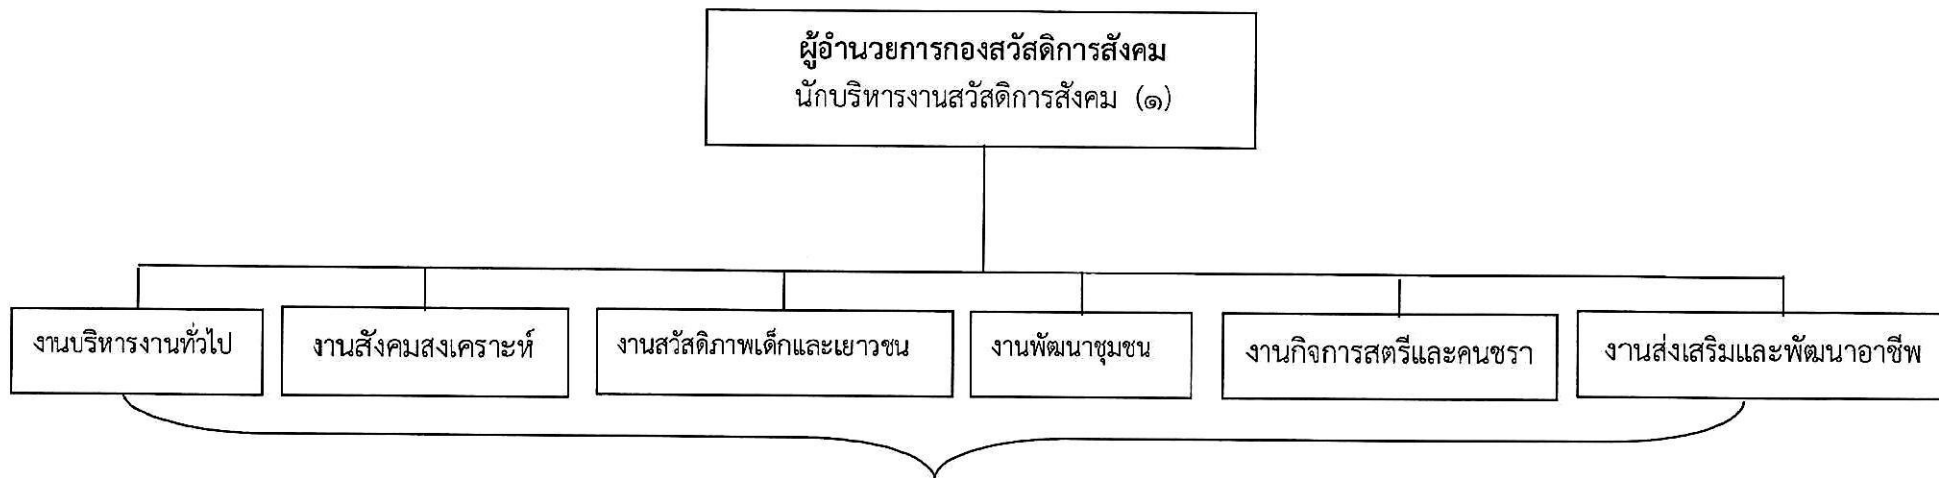 ผู้อำนวยการกองสวัสดิการสังคม
นักบริหารงานสวัสดิการสังคม (๑)
งานบริหารงานทั่วไป
งานสังคมสงเคราะห์
งานสวัสดิภาพเด็กและเยาวชน
งานพัฒนาชุมชน
งานกิจการสตรีและคนชรา
งานส่งเสริมและพัฒนาอาชีพ